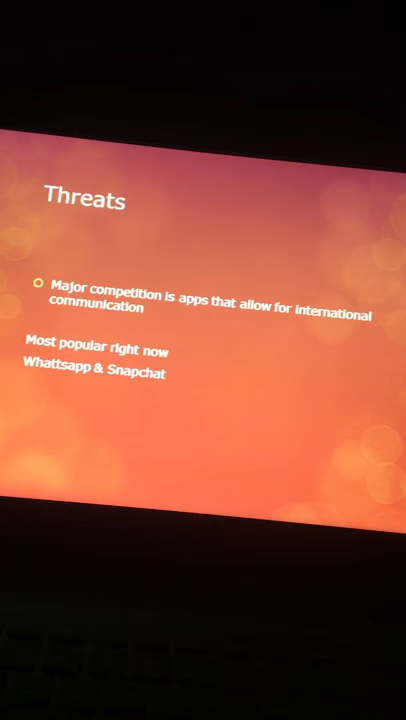 Threats
Major competition is apps that allow for international
communication
Most popular right now
Whattsapp & Snapchat